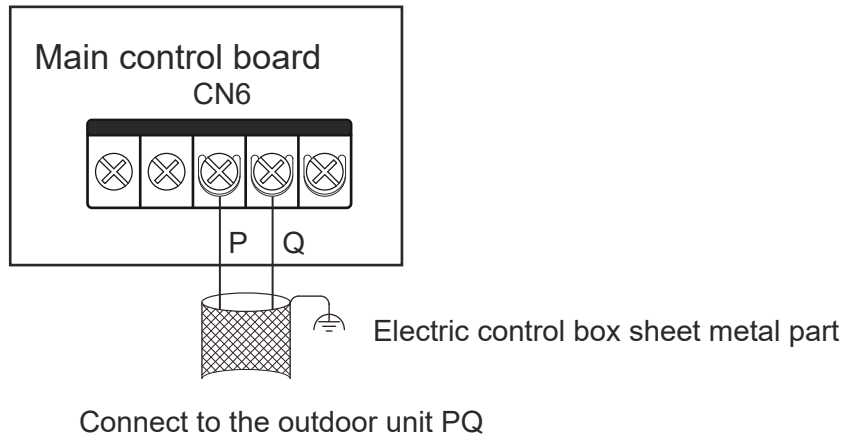 Main control board
CN6
P Q
Electric control box sheet metal part
Connect to the outdoor unit PQ